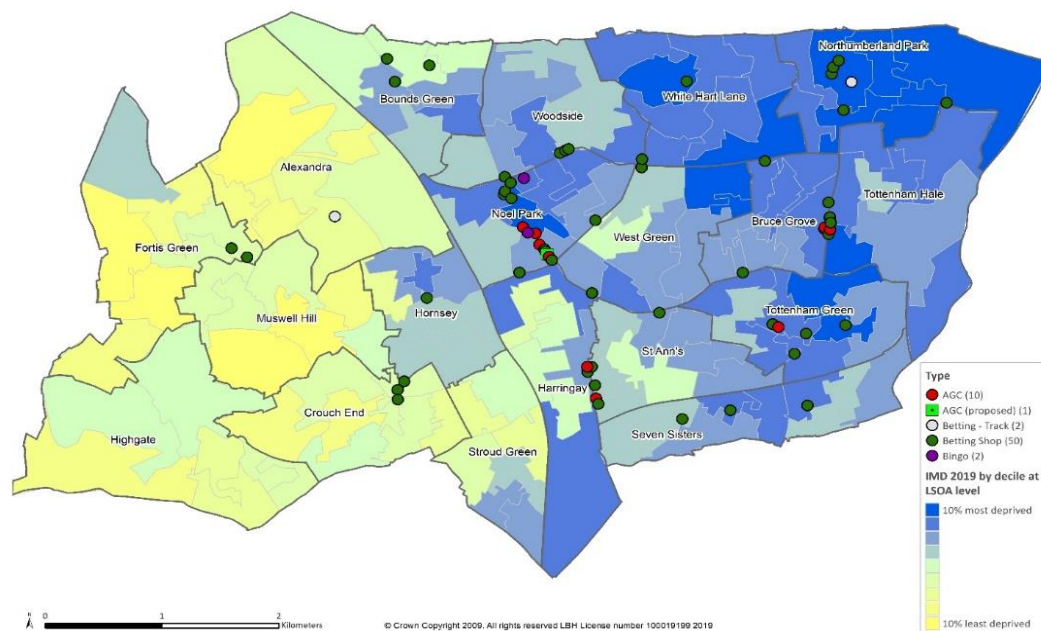 Northumberland Park
White Hart Lane
Bounds Green
Woodside
Alexandra
Tottenham Hale
Noel Park
Bruce Grove
West Green
Fortis Green
Hornsey
Tottenham Green
Muswell Hill
St Ann's
Harringay
Crouch End
Seven Sisters
Highgate
Stroud Green
Type
AGC (10)
AGC (proposed) (1)
Betting - Track (2)
Betting Shop (50)
Bingo (2)
IMD 2019 by decile at
LSOA level
10% most deprived
10% least deprived
N
0 1 2
Kilometers
© Crown Copyright 2009. All rights reserved LBH License number 100019199 2019